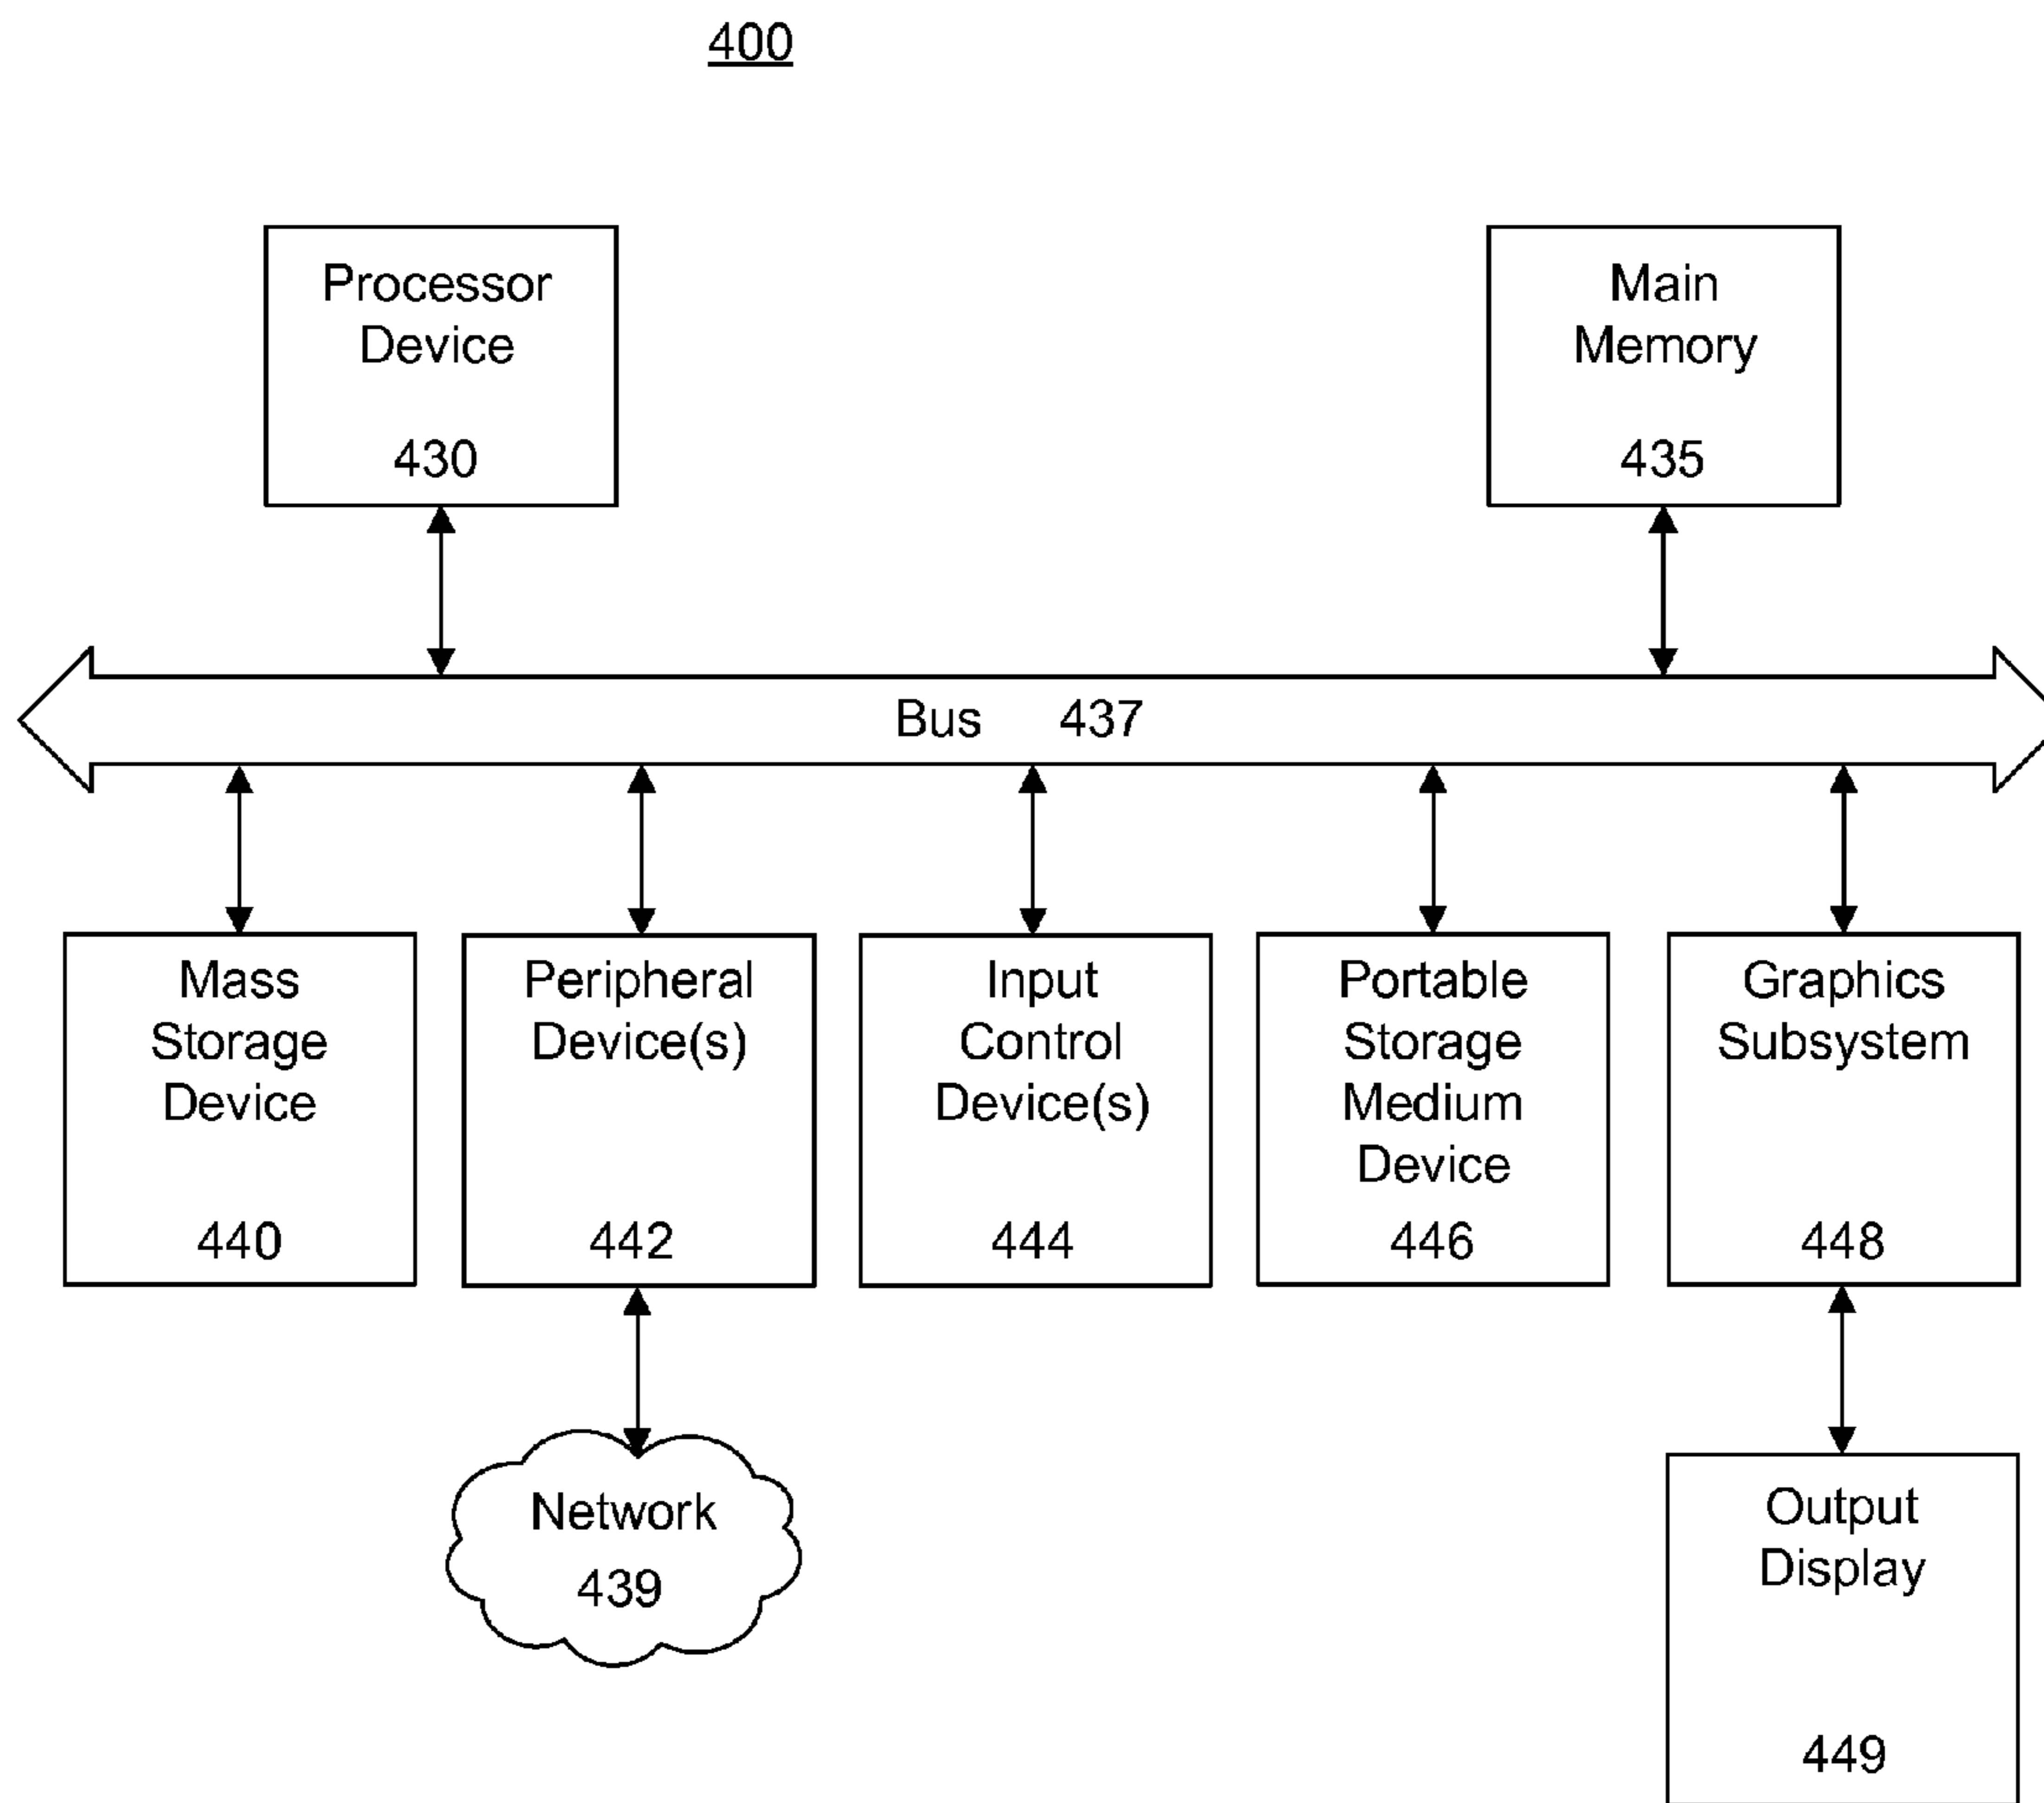 400
Processor
Device
430
Main
Memory
435
Bus 437
Mass
Storage
Device
440
Peripheral
Device(s)
442
Input
Control
Device(s)
444
Portable
Storage
Medium
Device
446
Graphics
Subsystem
448
Network
439
Output
Display
449